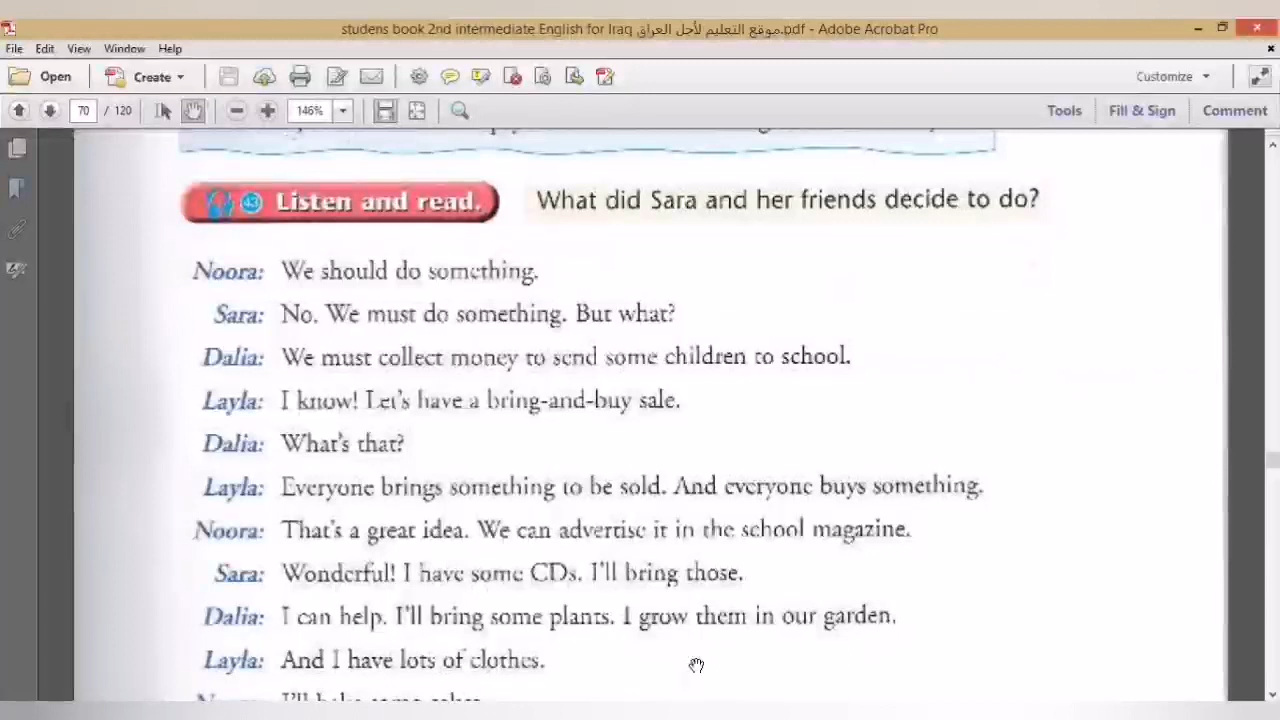 studens book 2nd intermediate English for Iraq موقع التعليم لأجل العراق.pdf - Adobe Acrobat Pro
File Edit View Window Help
Open Create Customize
70 / 120 146% Tools Fill & Sign Comment
43 Listen and read. What did Sara and her friends decide to do?
Noora: We should do something.
Sara: No. We must do something. But what?
Dalia: We must collect money to send some children to school.
Layla: I know! Let's have a bring-and-buy sale.
Dalia: What's that?
Layla: Everyone brings something to be sold. And everyone buys something.
Noora: That's a great idea. We can advertise it in the school magazine.
Sara: Wonderful! I have some CDs. I'll bring those.
Dalia: I can help. I'll bring some plants. I grow them in our garden.
Layla: And I have lots of clothes.